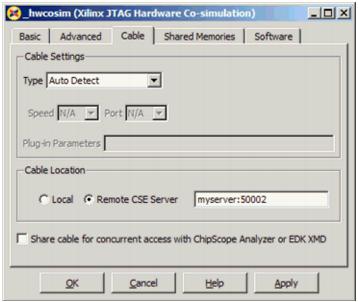 _hwcosim (Xilinx JTAG Hardware Co-simulation)
Basic Advanced Cable Shared Memories Software
Cable Settings
Type Auto Detect
Speed N/A Port N/A
Plug-in Parameters
Cable Location
Local Remote CSE Server myserver:50002
Share cable for concurrent access with ChipScope Analyzer or EDK XMD
OK Cancel Help Apply